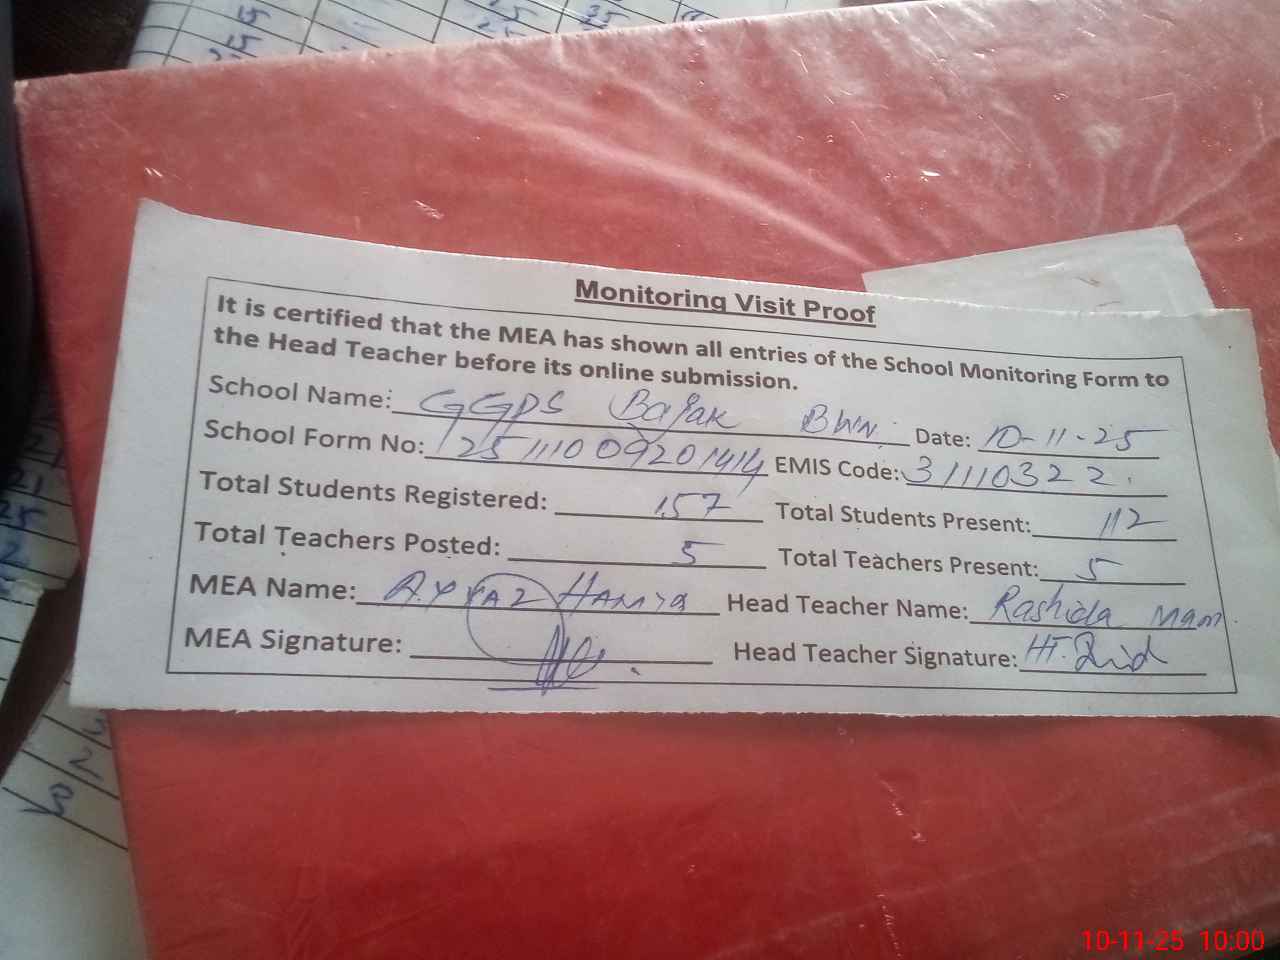 Monitoring Visit Proof
It is certified that the MEA has shown all entries of the School Monitoring Form to
the Head Teacher before its online submission.
School Name: GGPS Bajak BWN. Date: 10-11-25
School Form No: 1251110 09201414 EMIS Code: 31110322.
Total Students Registered: 157 Total Students Present: 112
Total Teachers Posted: 5 Total Teachers Present: 5
MEA Name: Head Teacher Name: Rashida Mam
MEA Signature: Head Teacher Signature: HT.
10-11-25 10:00